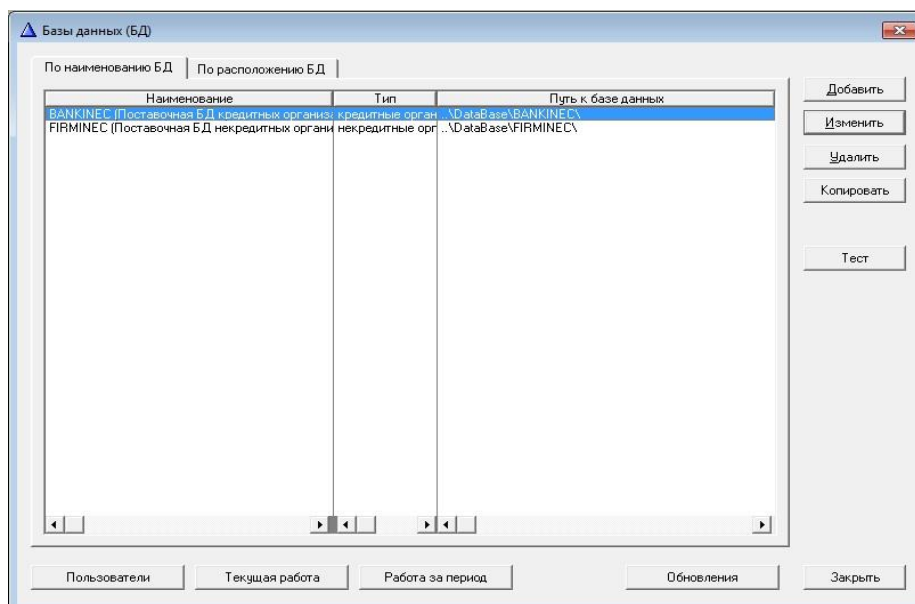 Базы данных (БД)
По наименованию БД
По расположению БД
Наименование Тип Путь к базе данных
BANKINEC (Поставочная БД кредитных организа кредитные орган ..\DataBase\BANKINEC\
FIRMINEC (Поставочная БД некредитных органи некредитные орг ..\DataBase\FIRMINEC\
Добавить
Изменить
Удалить
Копировать
Тест
Пользователи
Текущая работа
Работа за период
Обновления
Закрыть